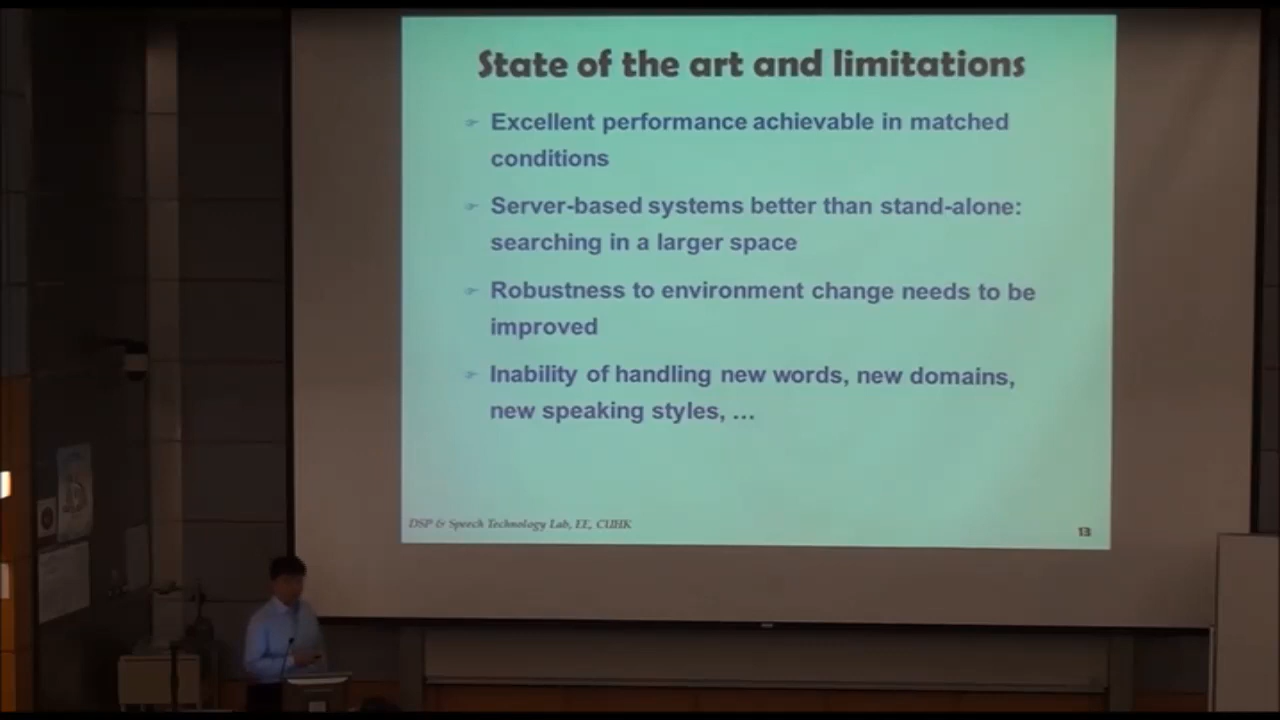 State of the art and limitations
Excellent performance achievable in matched
conditions
Server-based systems better than stand-alone:
searching in a larger space
Robustness to environment change needs to be
improved
Inability of handling new words, new domains,
new speaking styles, ...
DSP & Speech Technology Lab, EE, CUHK
13